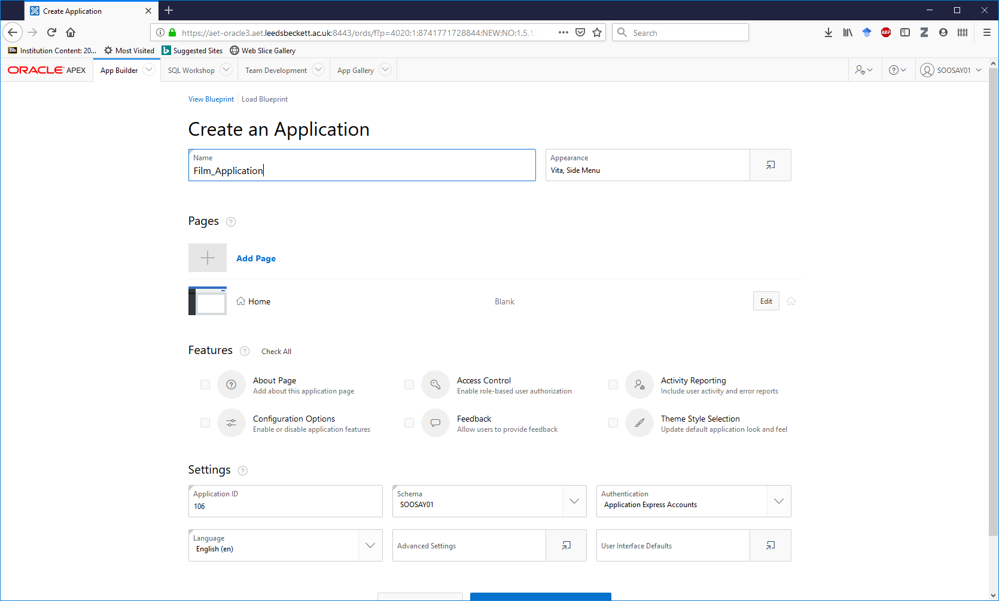 Create Application
https://aet-oracle3.aet.leedsbeckett.ac.uk:8443/ords/f?p=4020:1:8741771728844:NEW:NO:1,5,1
Search
ABP
Bb Institution Content: 20...
Most Visited
Suggested Sites
Web Slice Gallery
ORACLE APEX
App Builder
SQL Workshop
Team Development
App Gallery
SOOSAY01
View Blueprint
Load Blueprint
Create an Application
Name
Film_Application
Appearance
Vita, Side Menu
Pages
Add Page
Home
Blank
Edit
Features
Check All
About Page
Add about this application page
Access Control
Enable role-based user authorization
Activity Reporting
Include user activity and error reports
Configuration Options
Enable or disable application features
Feedback
Allow users to provide feedback
Theme Style Selection
Update default application look and feel
Settings
Application ID
106
Schema
SOOSAY01
Authentication
Application Express Accounts
Language
English (en)
Advanced Settings
User Interface Defaults